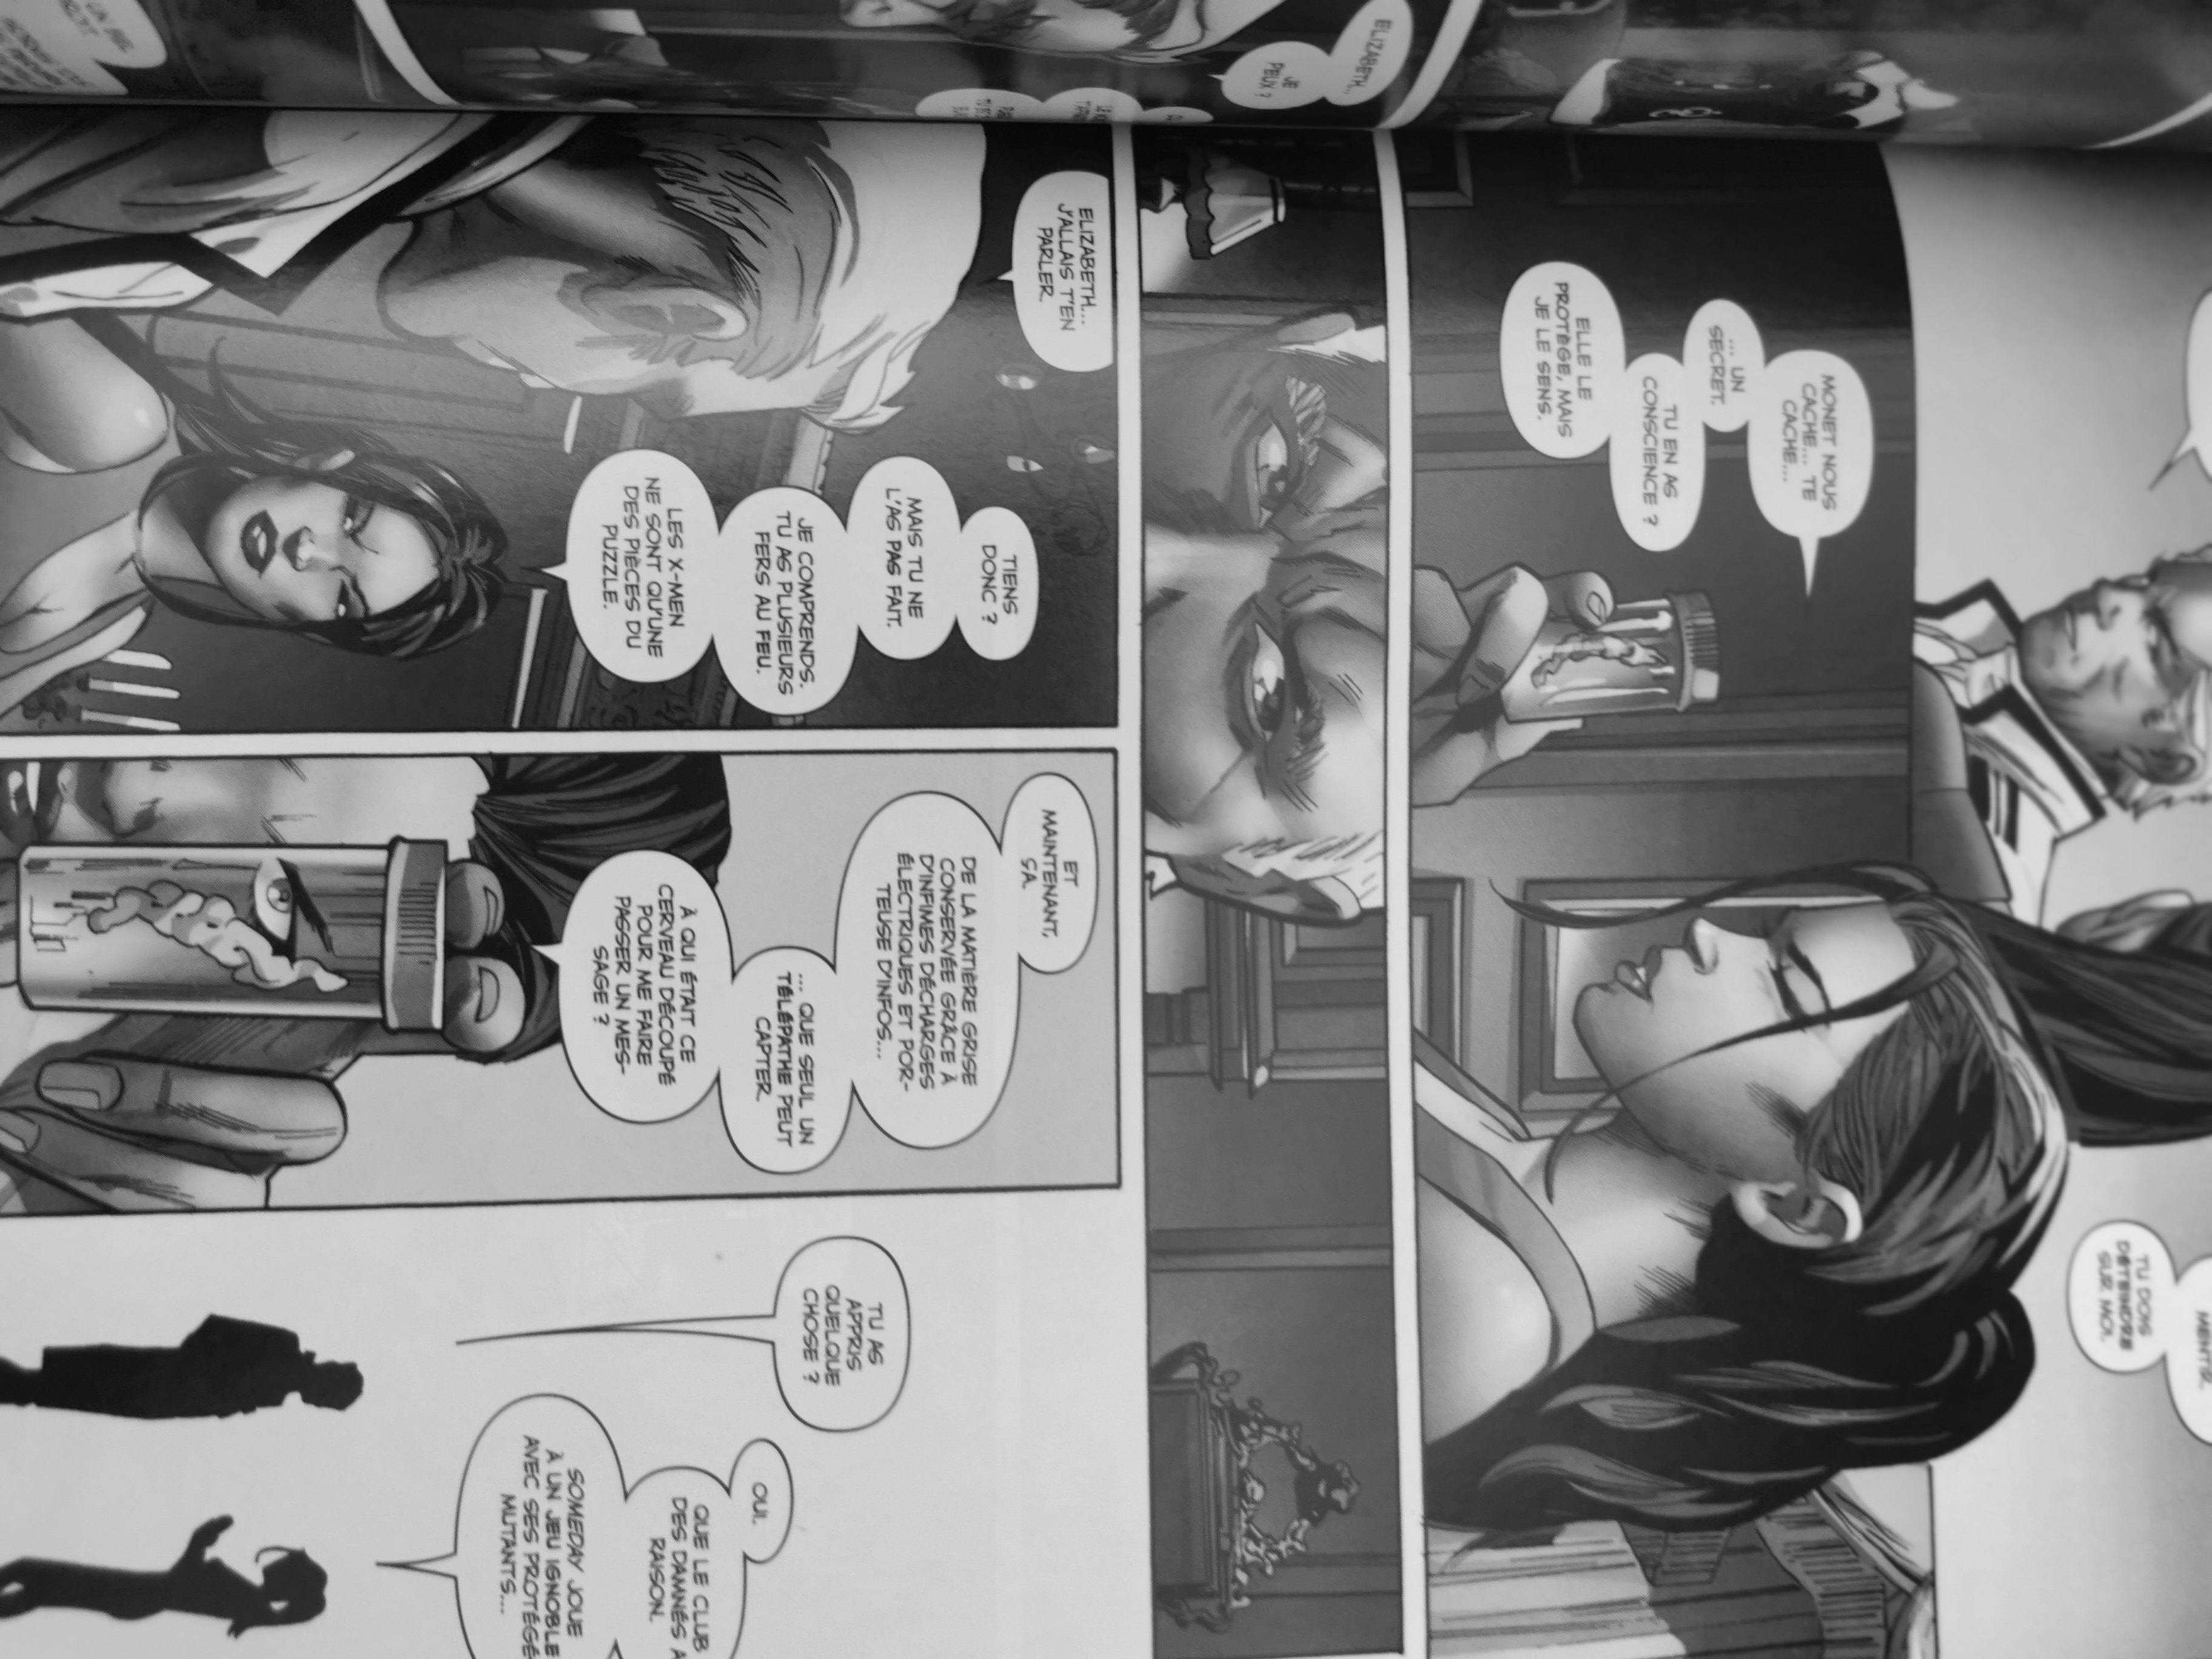 MENTIR.
TU DOIS
DÉTEINDRE
SUR MOI.
MONET NOUS
CACHE... TE
CACHE...
... UN
SECRET.
TU EN AS
CONSCIENCE ?
ELLE LE
PROTÈGE, MAIS
JE LE SENS.
ELIZABETH...
JE
PEUX ?
ELIZABETH...
J'ALLAIS T'EN
PARLER.
TIENS
DONC ?
MAIS TU NE
L'AS PAS FAIT.
JE COMPRENDS.
TU AS PLUSIEURS
FERS AU FEU.
LES X-MEN
NE SONT QU'UNE
DES PIÈCES DU
PUZZLE.
ET
MAINTENANT,
ÇA.
DE LA MATIÈRE GRISE
CONSERVÉE GRÂCE À
D'INFIMES DÉCHARGES
ÉLECTRIQUES ET POR-
TEUSE D'INFOS...
... QUE SEUL UN
TÉLÉPATHE PEUT
CAPTER.
À QUI ÉTAIT CE
CERVEAU DÉCOUPÉ
POUR ME FAIRE
PASSER UN MES-
SAGE ?
TU AS
APPRIS
QUELQUE
CHOSE ?
OUI.
QUE LE CLUB
DES DAMNÉS A
RAISON.
SOMEDAY JOUE
À UN JEU IGNOBLE
AVEC SES PROTÉGÉ
MUTANTS...